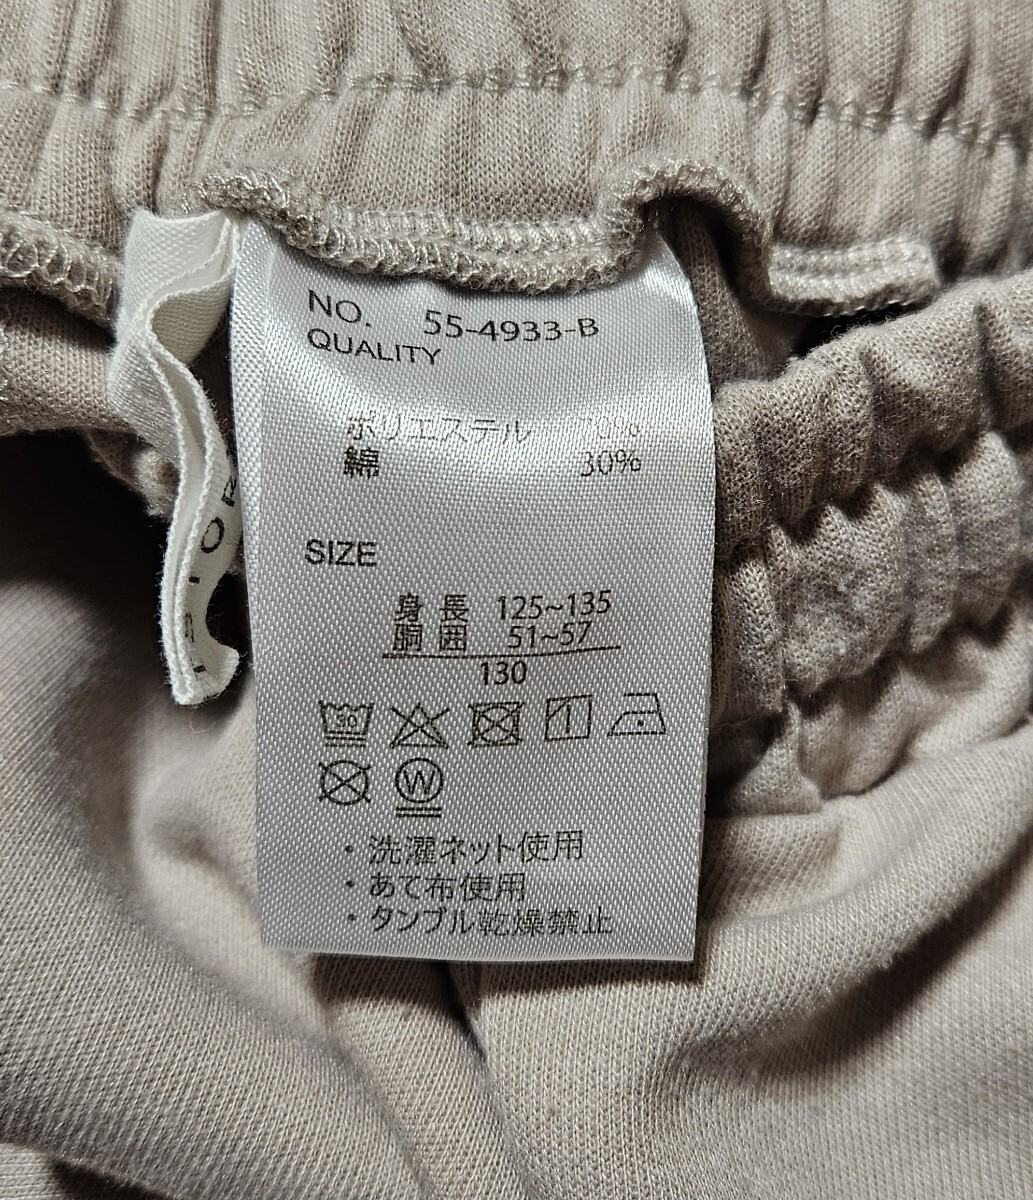 NO. 55-4933-B
QUALITY
ポリエステル 70%
綿 30%
SIZE
身長 125~135
胴囲 51~57
130
30
W
・洗濯ネット使用
・あて布使用
・タンブル乾燥禁止